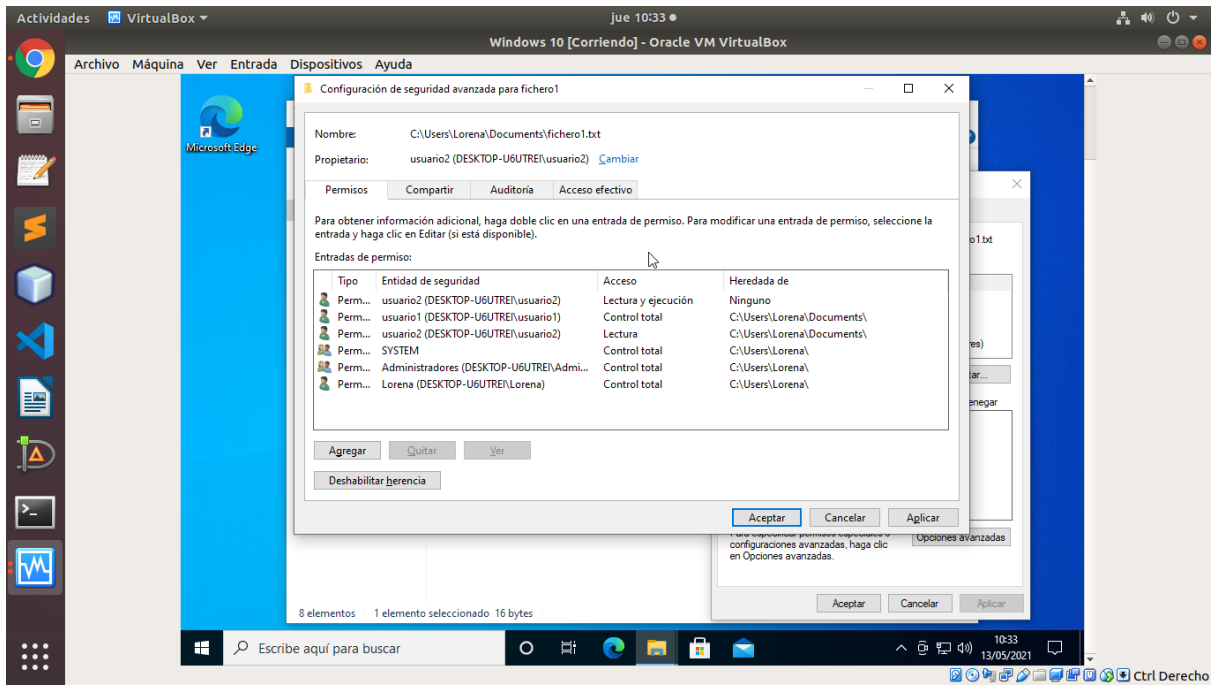 Actividades VirtualBox jue 10:33
Windows 10 [Corriendo] - Oracle VM VirtualBox
Archivo Máquina Ver Entrada Dispositivos Ayuda
Microsoft Edge
Configuración de seguridad avanzada para fichero1
Nombre: C:\Users\Lorena\Documents\fichero1.txt
Propietario: usuario2 (DESKTOP-U6UTREI\usuario2) Cambiar
Permisos Compartir Auditoría Acceso efectivo
Para obtener información adicional, haga doble clic en una entrada de permiso. Para modificar una entrada de permiso, seleccione la
entrada y haga clic en Editar (si está disponible).
Entradas de permiso:
Tipo Entidad de seguridad Acceso Heredada de
Perm... usuario2 (DESKTOP-U6UTREI\usuario2) Lectura y ejecución Ninguno
Perm... usuario1 (DESKTOP-U6UTREI\usuario1) Control total C:\Users\Lorena\Documents\
Perm... usuario2 (DESKTOP-U6UTREI\usuario2) Lectura C:\Users\Lorena\Documents\
Perm... SYSTEM Control total C:\Users\Lorena\
Perm... Administradores (DESKTOP-U6UTREI\Admi... Control total C:\Users\Lorena\
Perm... Lorena (DESKTOP-U6UTREI\Lorena) Control total C:\Users\Lorena\
Agregar Quitar Ver
Deshabilitar herencia
Aceptar Cancelar Aplicar
o1.txt
res)
tar...
enegar
configuraciones avanzadas, haga clic
en Opciones avanzadas.
Opciones avanzadas
Aceptar Cancelar Aplicar
8 elementos 1 elemento seleccionado 16 bytes
Escribe aquí para buscar
10:33
13/05/2021
Ctrl Derecho